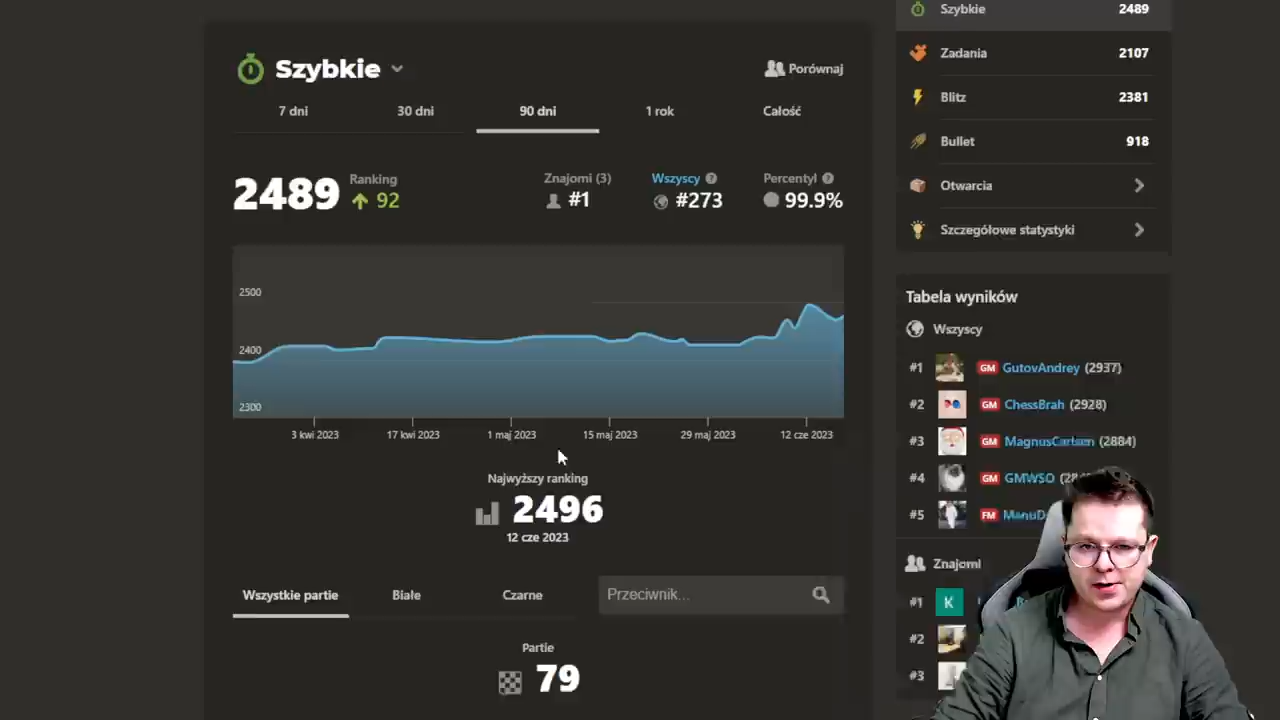 Szybkie 2489
Szybkie
Porównaj
Zadania 2107
7 dni 30 dni 90 dni 1 rok Całość
Blitz 2381
Bullet 918
2489 Ranking 92
Znajomi (3) #1
Wszyscy #273
Percentyl 99.9%
Otwarcia
Szczegółowe statystyki
2500
2400
2300
3 kwi 2023 17 kwi 2023 1 maj 2023 15 maj 2023 29 maj 2023 12 cze 2023
Najwyższy ranking
2496
12 cze 2023
Wszystkie partie Białe Czarne Przeciwnik...
Partie
79
Tabela wyników
Wszyscy
#1 GM GutovAndrey (2937)
#2 GM ChessBrah (2928)
#3 GM MagnusCarlsen (2884)
#4 GM GMWSO
#5 FM
Znajomi
#1 K
#2
#3